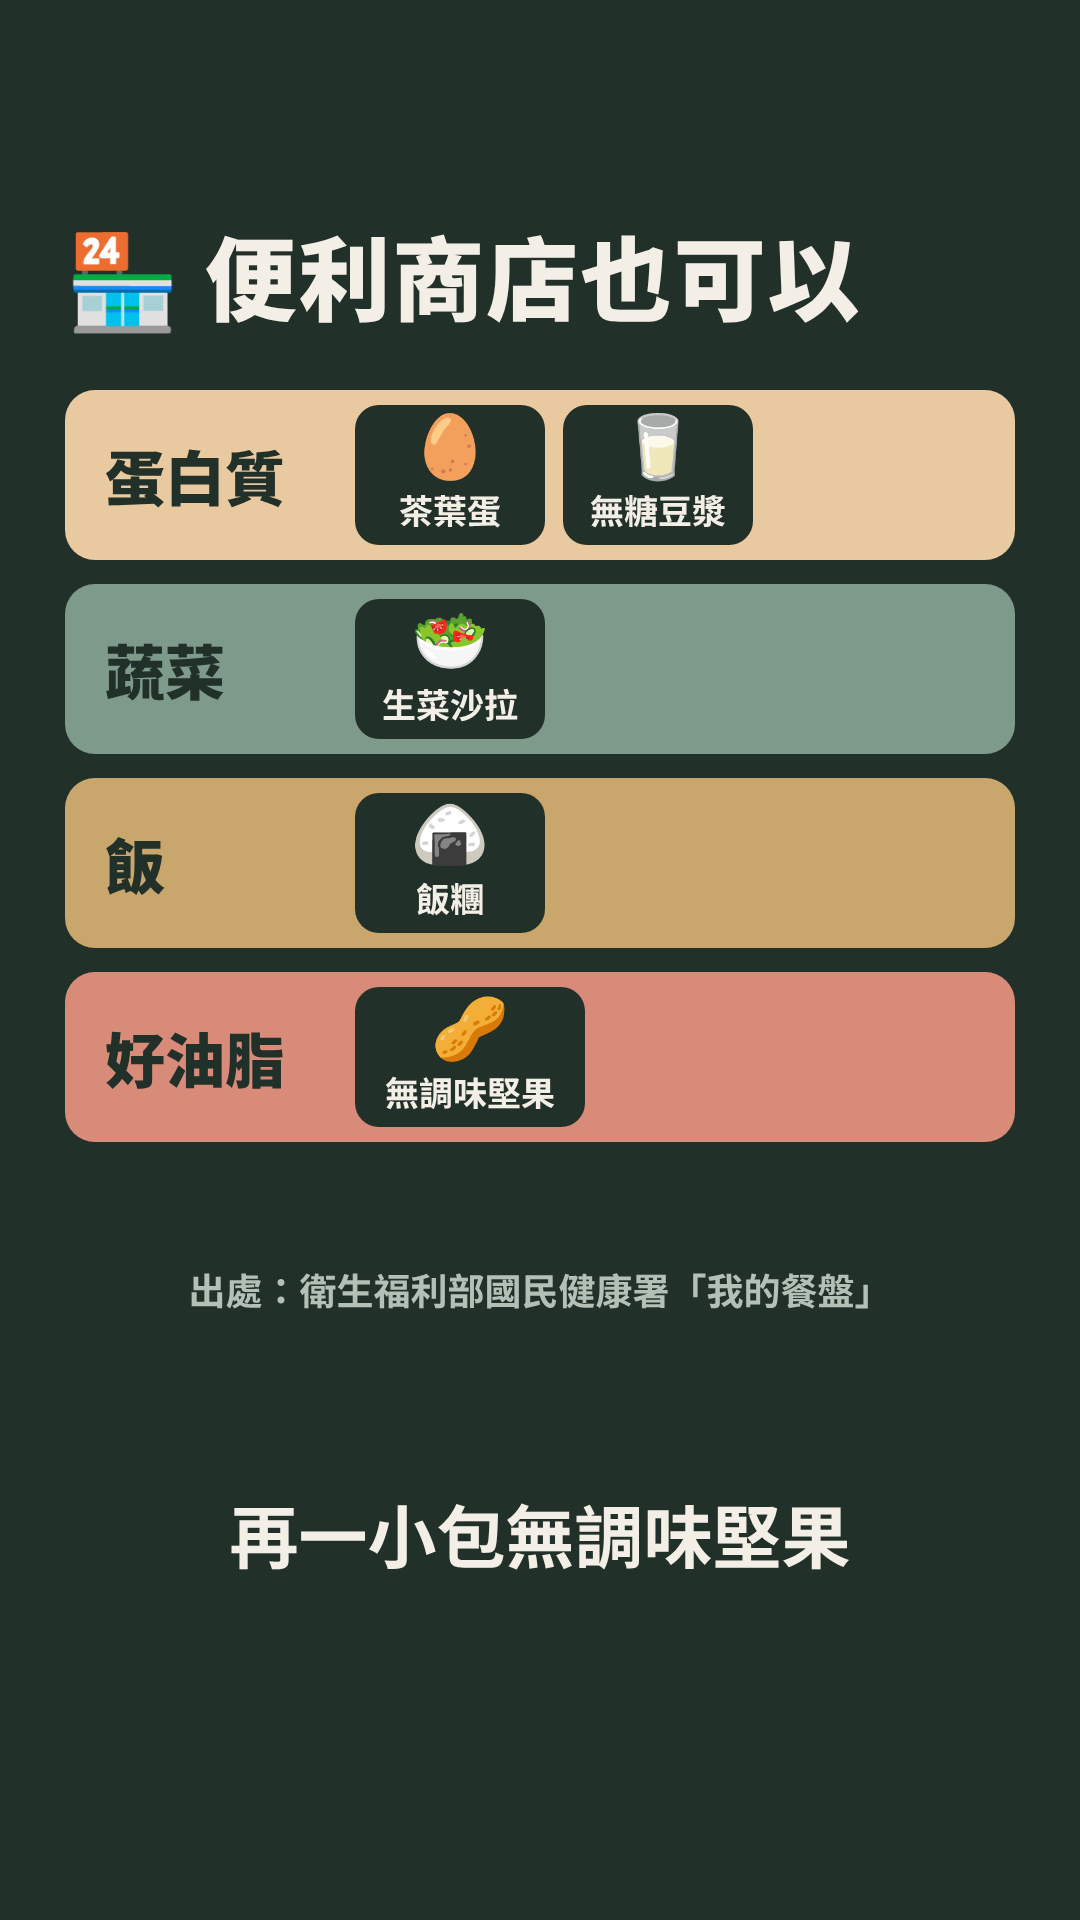 24
便利商店也可以
蛋白質
茶葉蛋
無糖豆漿
蔬菜
生菜沙拉
飯
飯糰
好油脂
無調味堅果
出處：衛生福利部國民健康署「我的餐盤」
再一小包無調味堅果